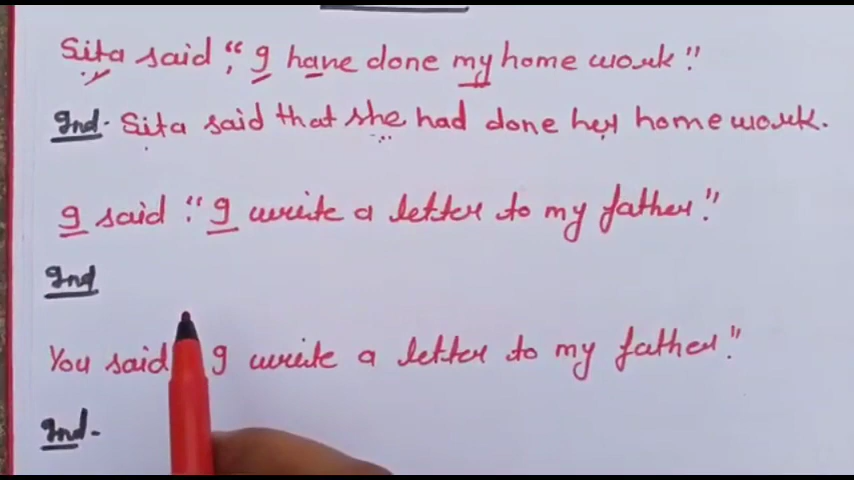 Sita said, "I have done my home work"
Ind. Sita said that she had done her home work.
I said "I write a letter to my father."
Ind
You said I write a letter to my father"
Ind.